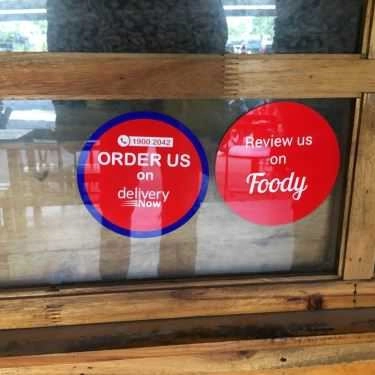 1900 2042
ORDER US
on
delivery
Now
Review us
on
Foody